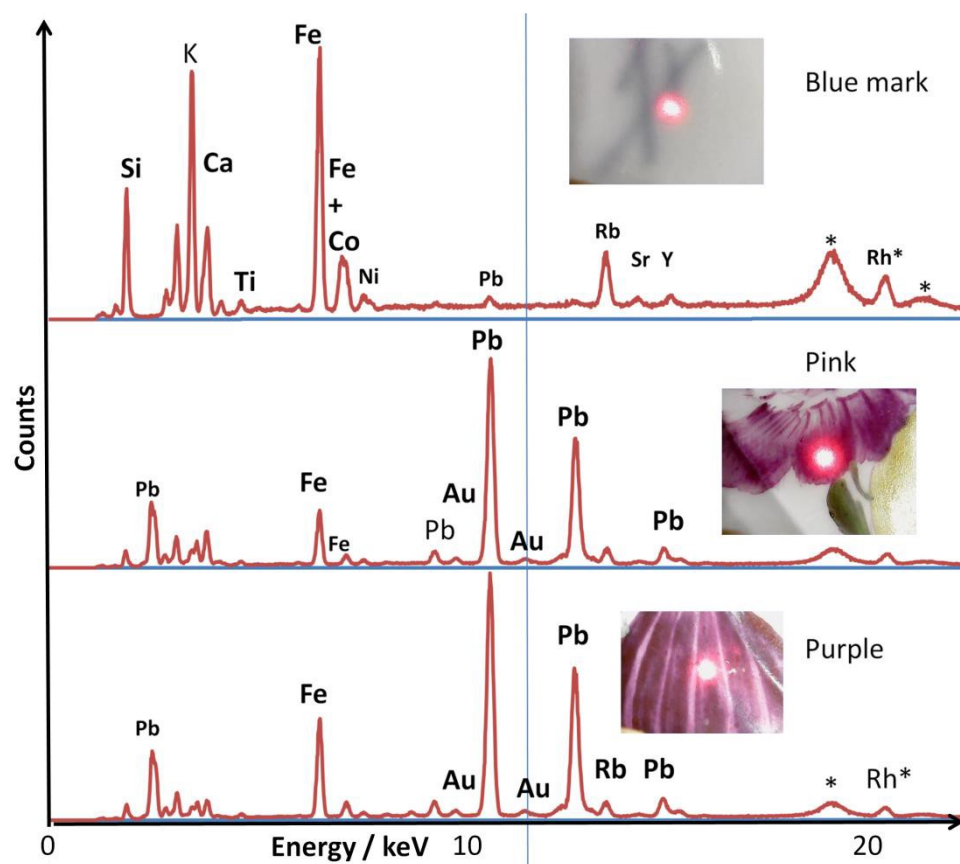 Fe
K
Blue mark
Si
Ca
Fe
+
Co
Ti
Ni
Pb
Rb
Sr Y
*
Rh*
*
Counts
Pb
Pink
Pb
Pb
Fe
Fe
Au
Pb
Au
Pb
Pb
Purple
Pb
Fe
Au
Au
Rb
Pb
*
Rh*
0
Energy / keV
10
20